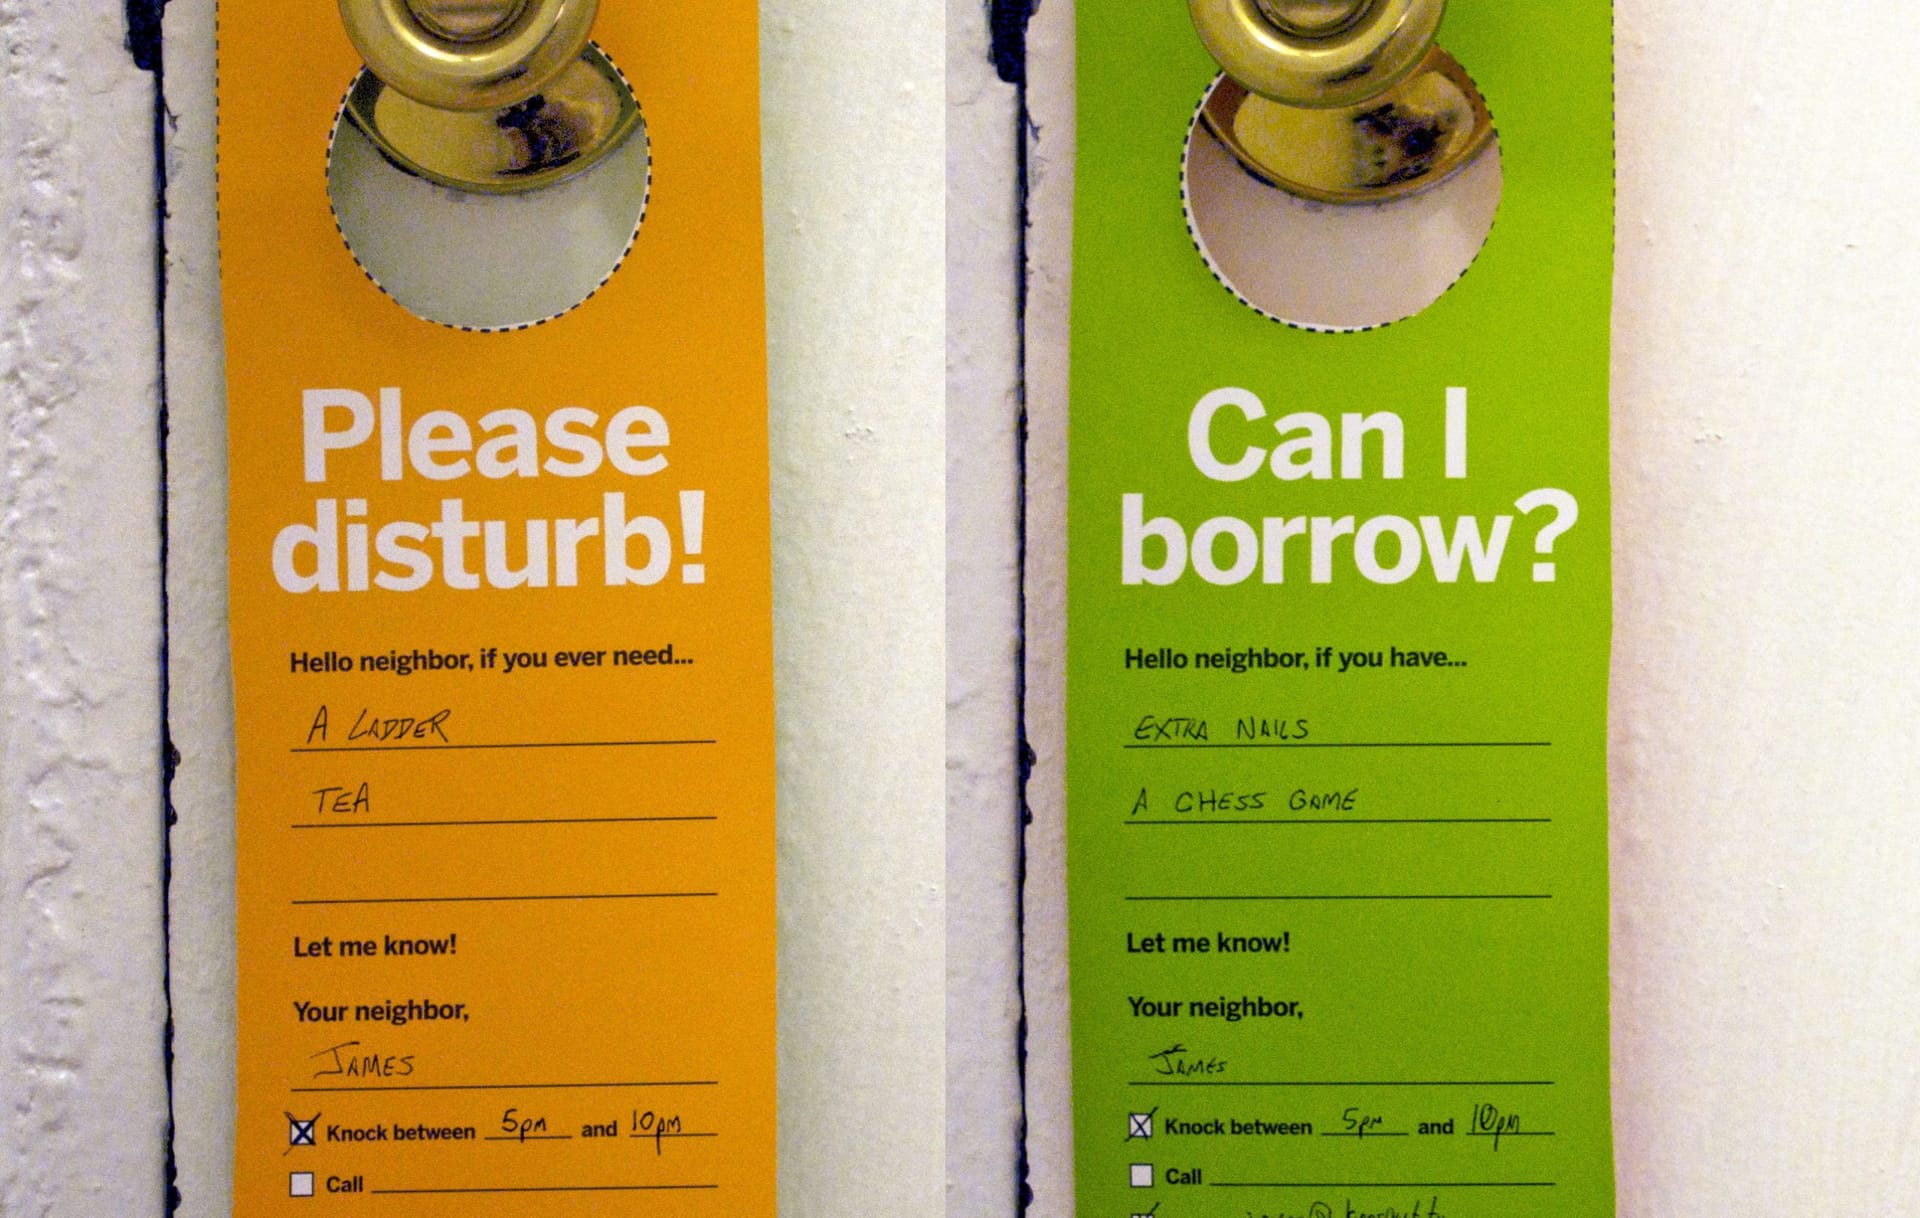 Please
disturb!
Hello neighbor, if you ever need...
A LADDER
TEA
Let me know!
Your neighbor,
JAMES
Knock between 5pm and 10pm
Call
Can I
borrow?
Hello neighbor, if you have...
EXTRA NAILS
A CHESS GAME
Let me know!
Your neighbor,
JAMES
Knock between 5pm and 10pm
Call